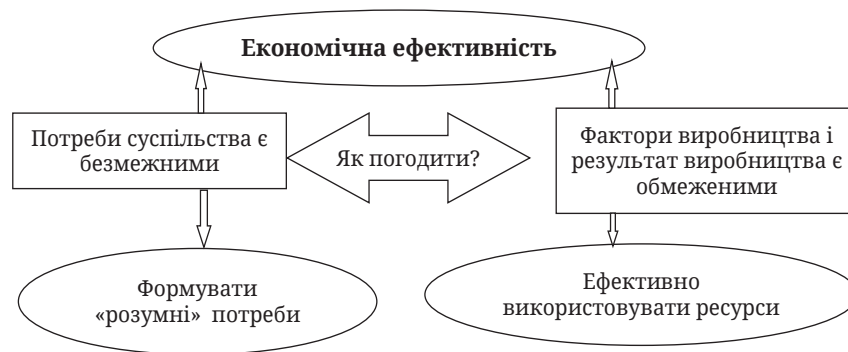 Економічна ефективність
Потреби суспільства є
безмежними
Як погодити?
Фактори виробництва і
результат виробництва є
обмеженими
Формувати
«розумні» потреби
Ефективно
використовувати ресурси